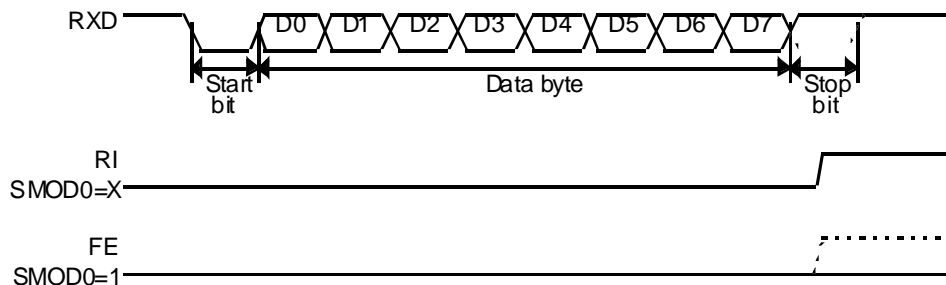 RXD D0 D1 D2 D3 D4 D5 D6 D7
Start bit
Data byte
Stop bit
RI
SMOD0=X
FE
SMOD0=1